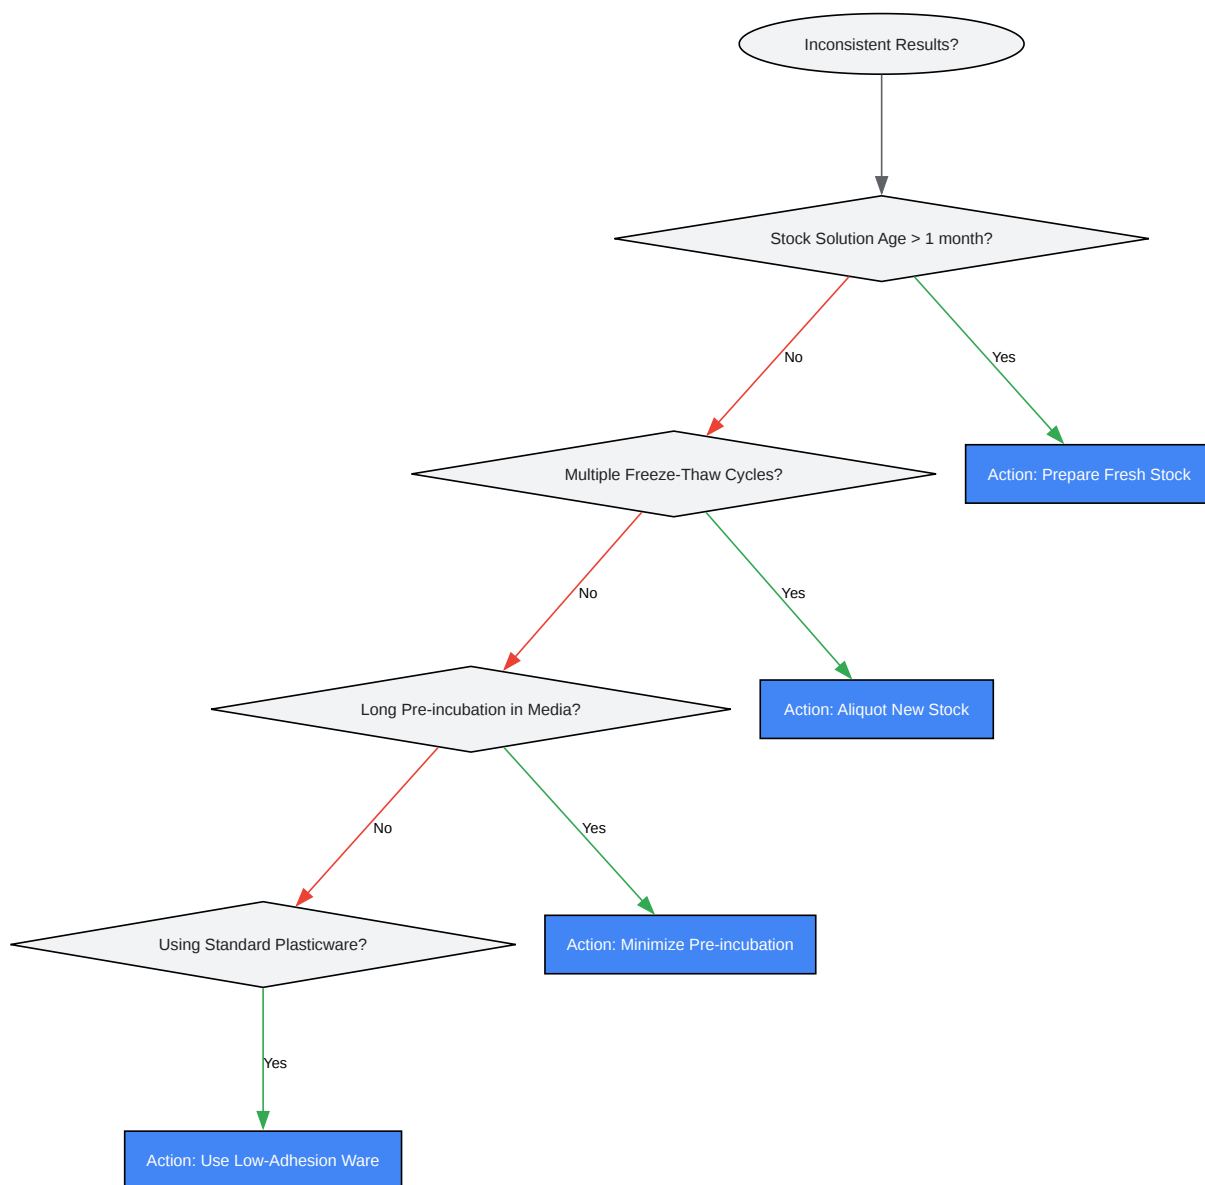 Inconsistent Results?
Stock Solution Age > 1 month?
No
Yes
Multiple Freeze-Thaw Cycles?
Action: Prepare Fresh Stock
No
Yes
Long Pre-incubation in Media?
Action: Aliquot New Stock
No
Yes
Using Standard Plasticware?
Action: Minimize Pre-incubation
Yes
Action: Use Low-Adhesion Ware